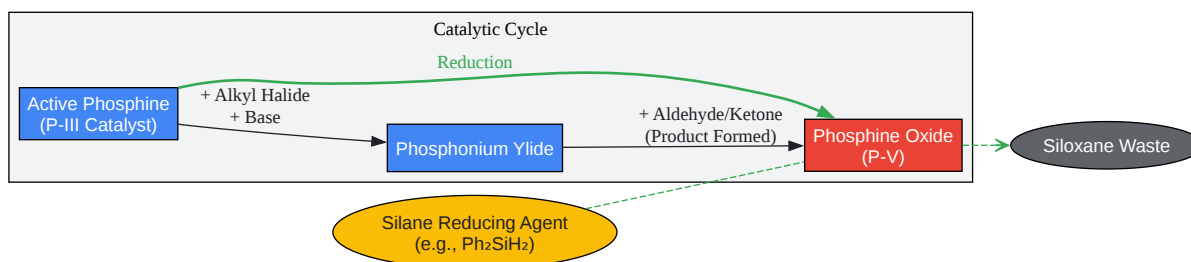 Catalytic Cycle
Reduction
Active Phosphine
(P-III Catalyst)
+ Alkyl Halide
+ Base
Phosphonium Ylide
+ Aldehyde/Ketone
(Product Formed)
Phosphine Oxide
(P-V)
Siloxane Waste
Silane Reducing Agent
(e.g., Ph₂SiH₂)